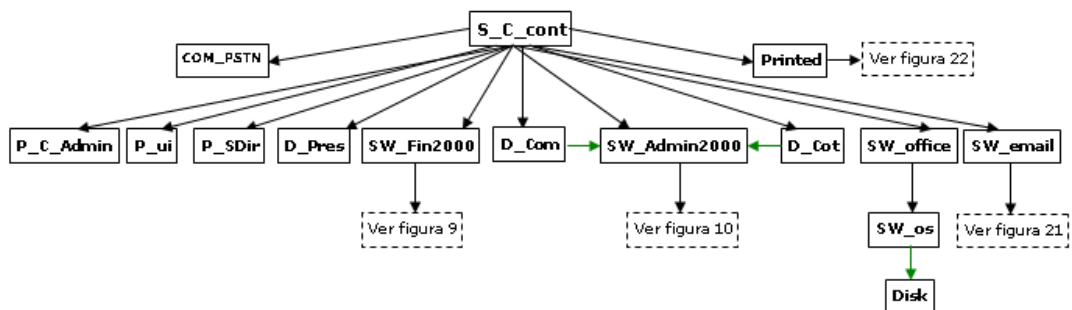 S_C_cont
COM_PSTN
Printed
Ver figura 22
P_C_Admin
P_ui
P_SDir
D_Pres
SW_Fin2000
D_Com
SW_Admin2000
D_Cot
SW_office
SW_email
Ver figura 9
Ver figura 10
SW_os
Ver figura 21
Disk